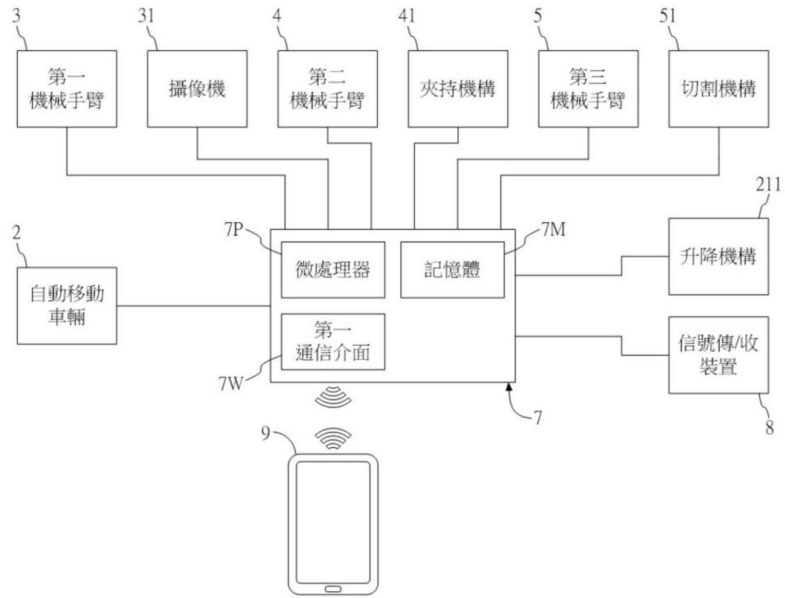 3
31
4
41
5
51
第一
機械手臂
攝像機
第二
機械手臂
夾持機構
第三
機械手臂
切割機構
211
2
7P
7M
微處理器
記憶體
升降機構
自動移動
車輛
第一
通信介面
信號傳/收
裝置
7W
7
8
9